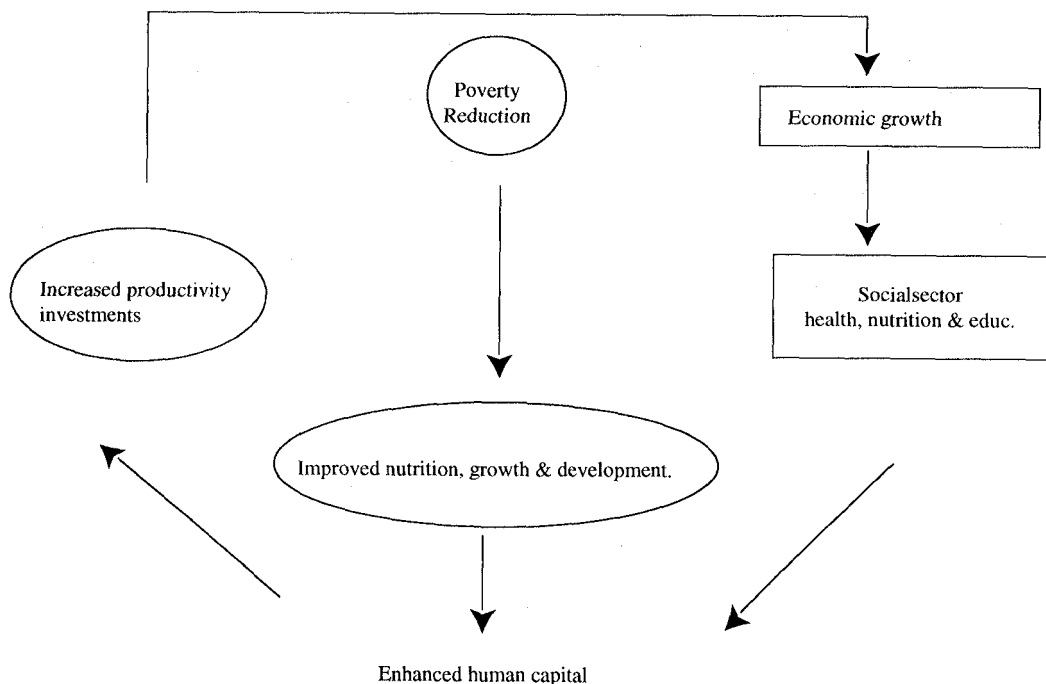 Poverty
Reduction
Economic growth
Increased productivity
investments
Socialsector
health, nutrition & educ.
Improved nutrition, growth & development.
Enhanced human capital